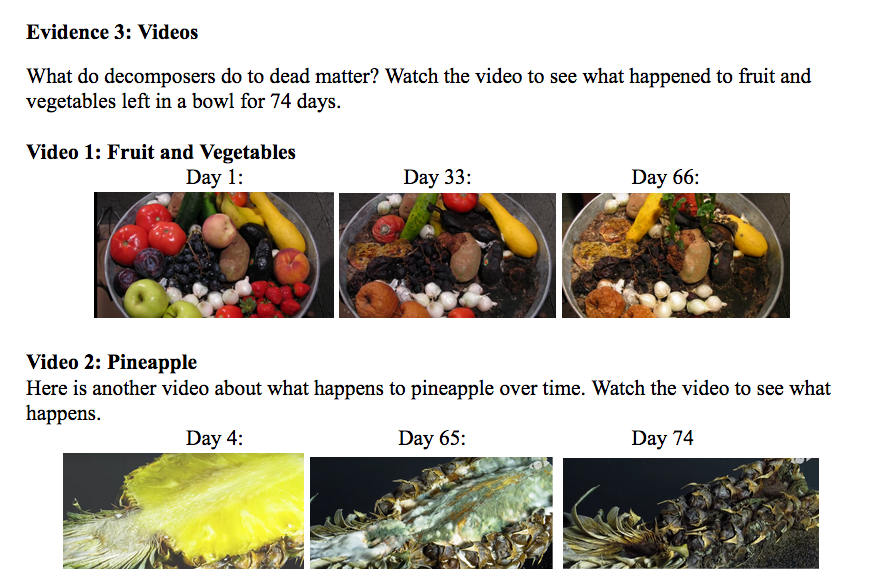 Evidence 3: Videos
What do decomposers do to dead matter? Watch the video to see what happened to fruit and
vegetables left in a bowl for 74 days.
Video 1: Fruit and Vegetables
Day 1: Day 33: Day 66:
Video 2: Pineapple
Here is another video about what happens to pineapple over time. Watch the video to see what
happens.
Day 4: Day 65: Day 74